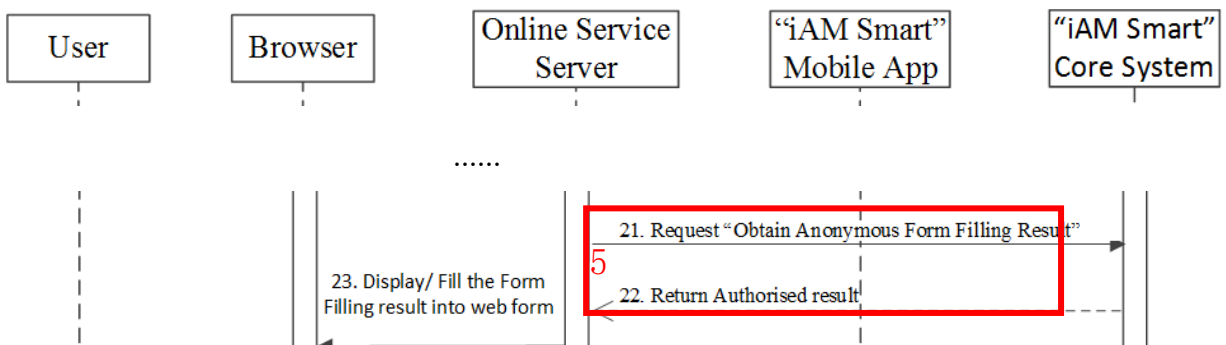 User
Browser
Online Service
Server
“iAM Smart”
Mobile App
“iAM Smart”
Core System
......
21. Request “Obtain Anonymous Form Filling Result”
5
22. Return Authorised result
23. Display/ Fill the Form
Filling result into web form